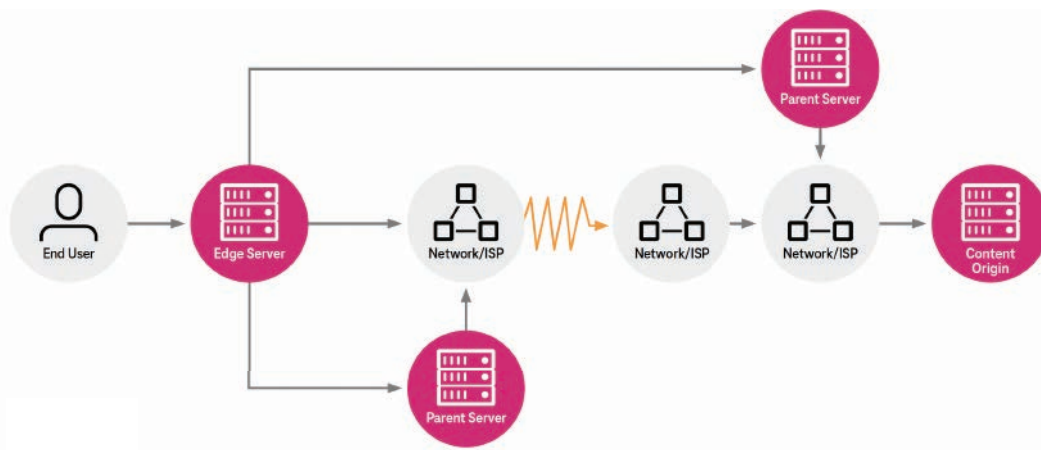 Parent Server
End User
Edge Server
Network/ISP
Network/ISP
Network/ISP
Content
Origin
Parent Server